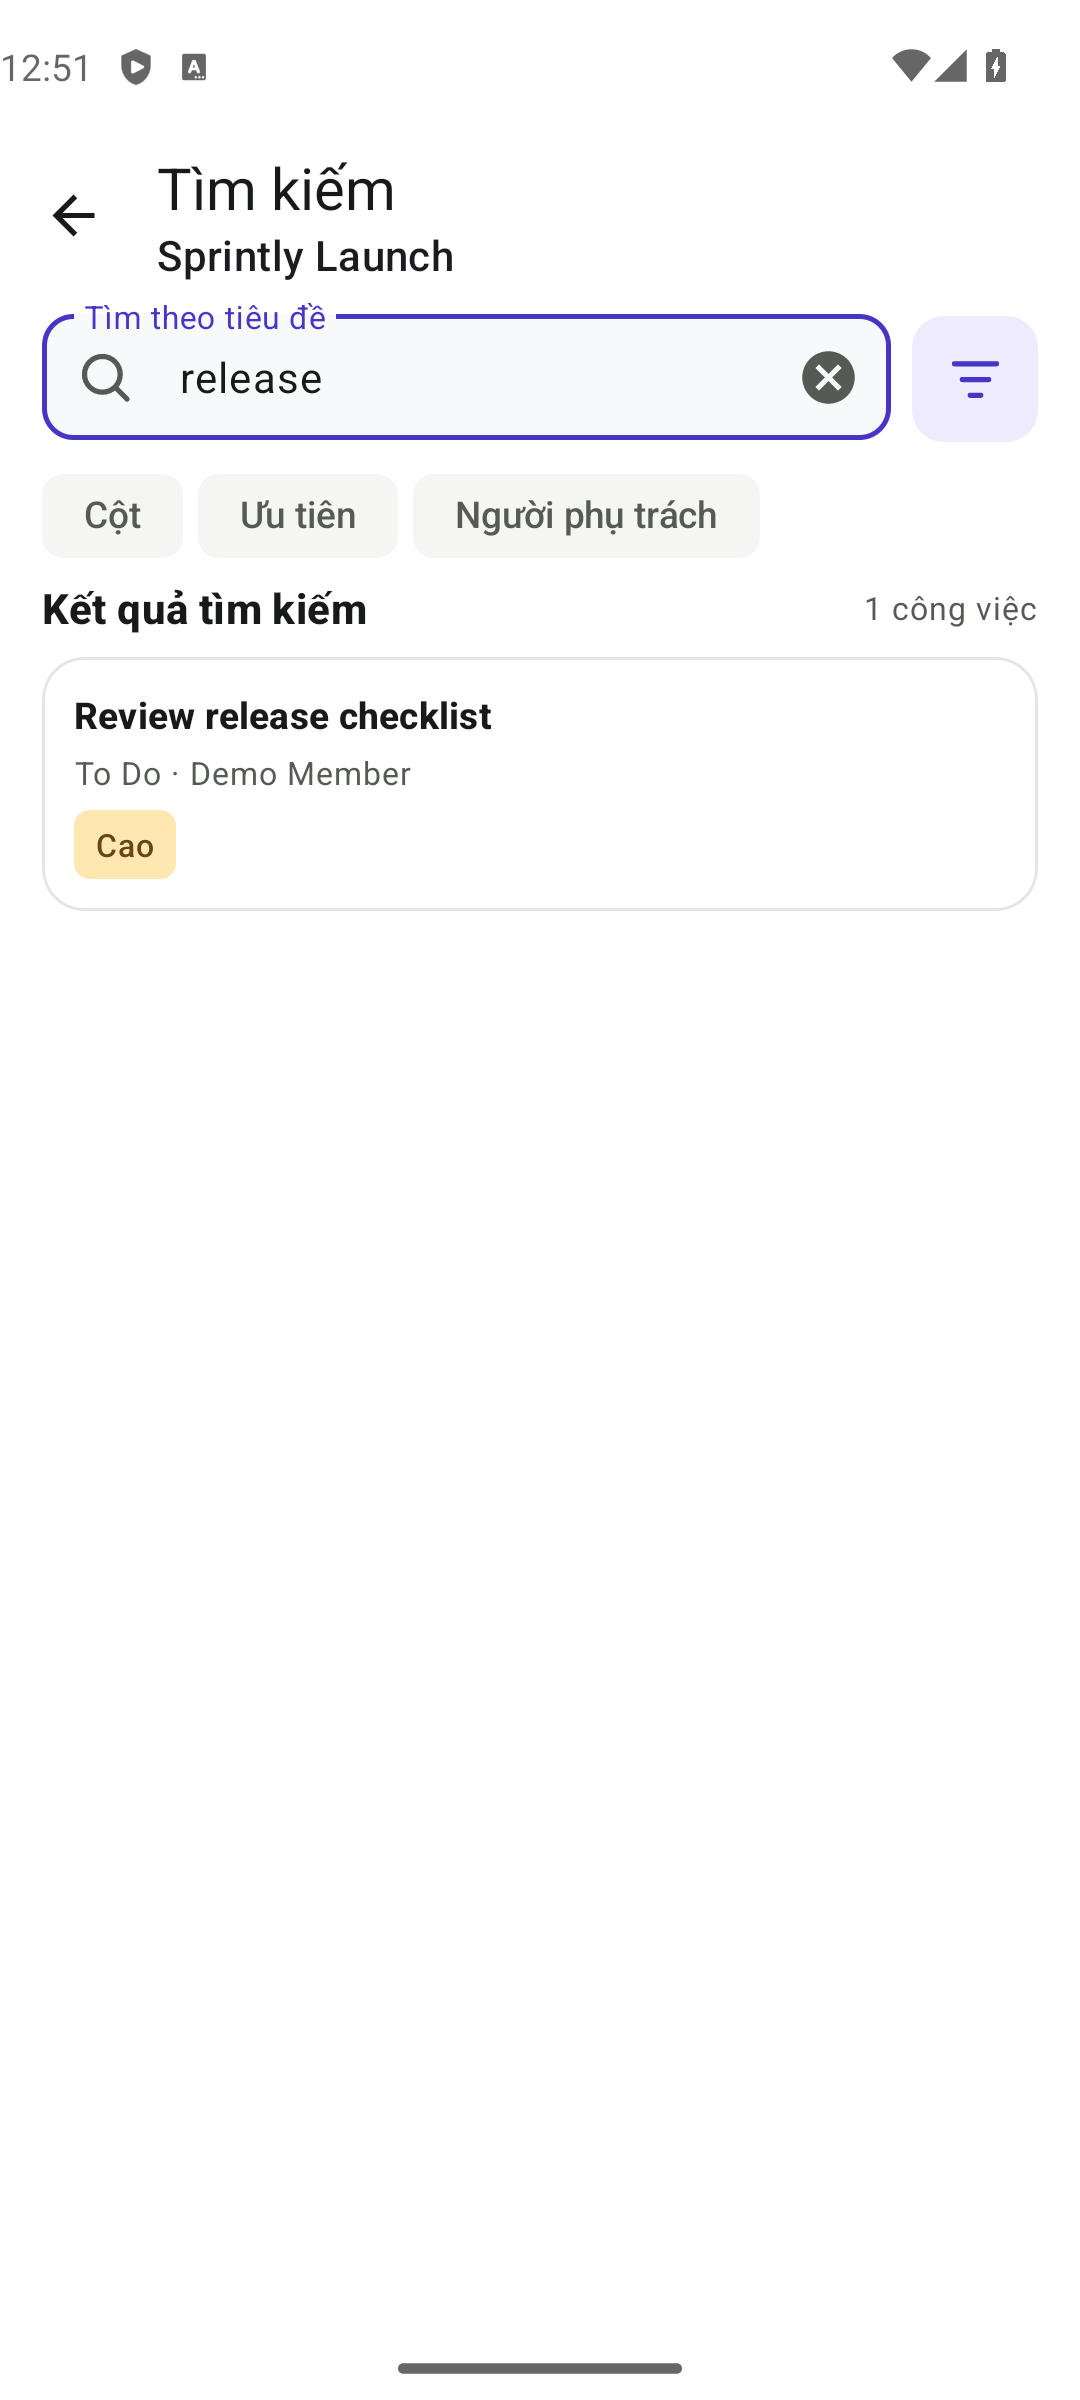 12:51
Tìm kiếm
Sprintly Launch
Tìm theo tiêu đề
release
Cột
Ưu tiên
Người phụ trách
Kết quả tìm kiếm
1 công việc
Review release checklist
To Do · Demo Member
Cao